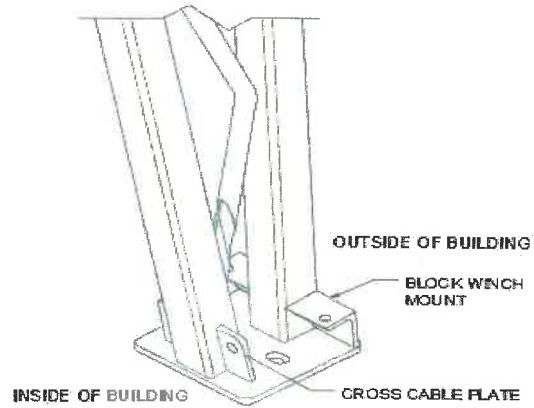 OUTSIDE OF BUILDING
BLOCK WINCH
MOUNT
INSIDE OF BUILDING
CROSS CABLE PLATE